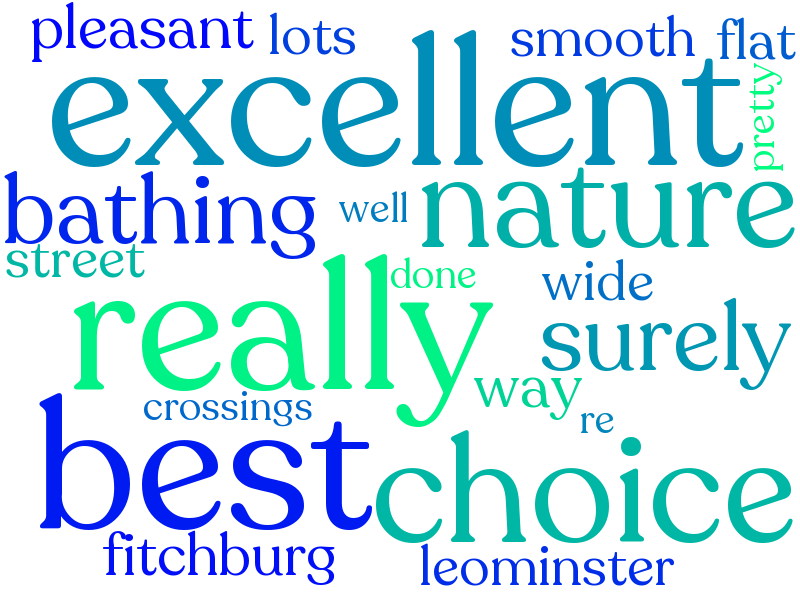 pleasant lots smooth flat
excellent pretty
bathing well nature
street
really done wide
surely
way
crossings re
best choice
fitchburg leominster